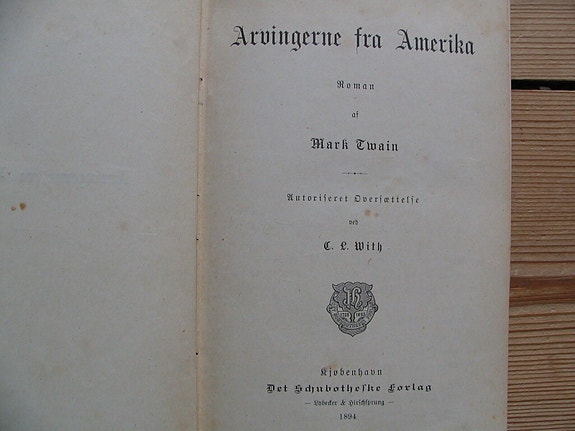 Arvingerne fra Amerika
Roman
af
Mark Twain
Autoriseret Oversættelse
ved
C. L. With
Kjøbenhavn
Det Schubotheske Forlag
— Lybecker & Hirschsprung —
1894